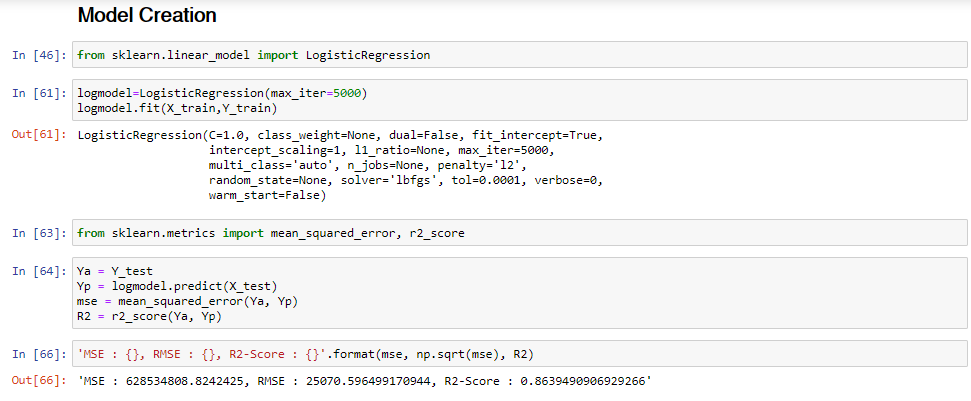 Model Creation
In [46]: from sklearn.linear_model import LogisticRegression
In [61]: logmodel=LogisticRegression(max_iter=5000)
logmodel.fit(X_train,Y_train)
Out[61]: LogisticRegression(C=1.0, class_weight=None, dual=False, fit_intercept=True,
intercept_scaling=1, l1_ratio=None, max_iter=5000,
multi_class='auto', n_jobs=None, penalty='l2',
random_state=None, solver='lbfgs', tol=0.0001, verbose=0,
warm_start=False)
In [63]: from sklearn.metrics import mean_squared_error, r2_score
In [64]: Ya = Y_test
Yp = logmodel.predict(X_test)
mse = mean_squared_error(Ya, Yp)
R2 = r2_score(Ya, Yp)
In [66]: 'MSE : {}, RMSE : {}, R2-Score : {}'.format(mse, np.sqrt(mse), R2)
Out[66]: 'MSE : 628534808.8242425, RMSE : 25070.596499170944, R2-Score : 0.8639490906929266'